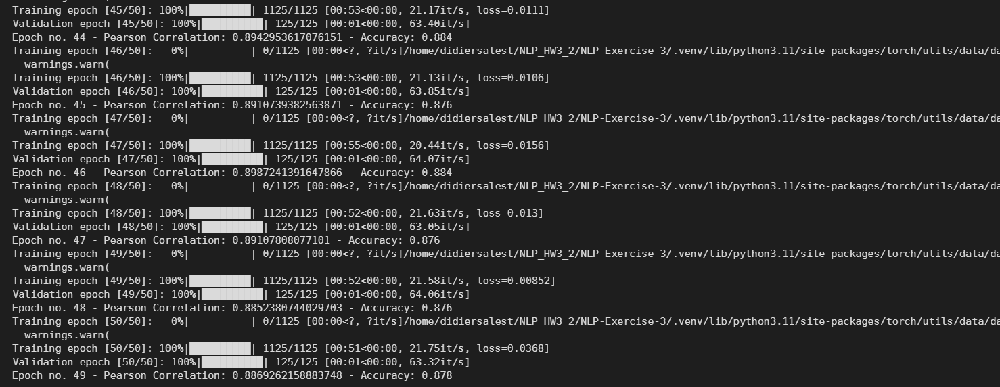 Training epoch [45/50]: 100%|██████████| 1125/1125 [00:53<00:00, 21.17it/s, loss=0.0111]
Validation epoch [45/50]: 100%|██████████| 125/125 [00:01<00:00, 63.40it/s]
Epoch no. 44 - Pearson Correlation: 0.8942953617076151 - Accuracy: 0.884
Training epoch [46/50]:   0%|          | 0/1125 [00:00<?, ?it/s]/home/didiersalest/NLP_HW3_2/NLP-Exercise-3/.venv/lib/python3.11/site-packages/torch/utils/data/da
  warnings.warn(
Training epoch [46/50]: 100%|██████████| 1125/1125 [00:53<00:00, 21.13it/s, loss=0.0106]
Validation epoch [46/50]: 100%|██████████| 125/125 [00:01<00:00, 63.85it/s]
Epoch no. 45 - Pearson Correlation: 0.8910739382563871 - Accuracy: 0.876
Training epoch [47/50]:   0%|          | 0/1125 [00:00<?, ?it/s]/home/didiersalest/NLP_HW3_2/NLP-Exercise-3/.venv/lib/python3.11/site-packages/torch/utils/data/da
  warnings.warn(
Training epoch [47/50]: 100%|██████████| 1125/1125 [00:55<00:00, 20.44it/s, loss=0.0156]
Validation epoch [47/50]: 100%|██████████| 125/125 [00:01<00:00, 64.07it/s]
Epoch no. 46 - Pearson Correlation: 0.8987241391647866 - Accuracy: 0.884
Training epoch [48/50]:   0%|          | 0/1125 [00:00<?, ?it/s]/home/didiersalest/NLP_HW3_2/NLP-Exercise-3/.venv/lib/python3.11/site-packages/torch/utils/data/da
  warnings.warn(
Training epoch [48/50]: 100%|██████████| 1125/1125 [00:52<00:00, 21.63it/s, loss=0.013]
Validation epoch [48/50]: 100%|██████████| 125/125 [00:01<00:00, 63.05it/s]
Epoch no. 47 - Pearson Correlation: 0.89107808077101 - Accuracy: 0.876
Training epoch [49/50]:   0%|          | 0/1125 [00:00<?, ?it/s]/home/didiersalest/NLP_HW3_2/NLP-Exercise-3/.venv/lib/python3.11/site-packages/torch/utils/data/da
  warnings.warn(
Training epoch [49/50]: 100%|██████████| 1125/1125 [00:52<00:00, 21.58it/s, loss=0.00852]
Validation epoch [49/50]: 100%|██████████| 125/125 [00:01<00:00, 64.06it/s]
Epoch no. 48 - Pearson Correlation: 0.8852380744029703 - Accuracy: 0.876
Training epoch [50/50]:   0%|          | 0/1125 [00:00<?, ?it/s]/home/didiersalest/NLP_HW3_2/NLP-Exercise-3/.venv/lib/python3.11/site-packages/torch/utils/data/da
  warnings.warn(
Training epoch [50/50]: 100%|██████████| 1125/1125 [00:51<00:00, 21.75it/s, loss=0.0368]
Validation epoch [50/50]: 100%|██████████| 125/125 [00:01<00:00, 63.32it/s]
Epoch no. 49 - Pearson Correlation: 0.8869262158883748 - Accuracy: 0.878